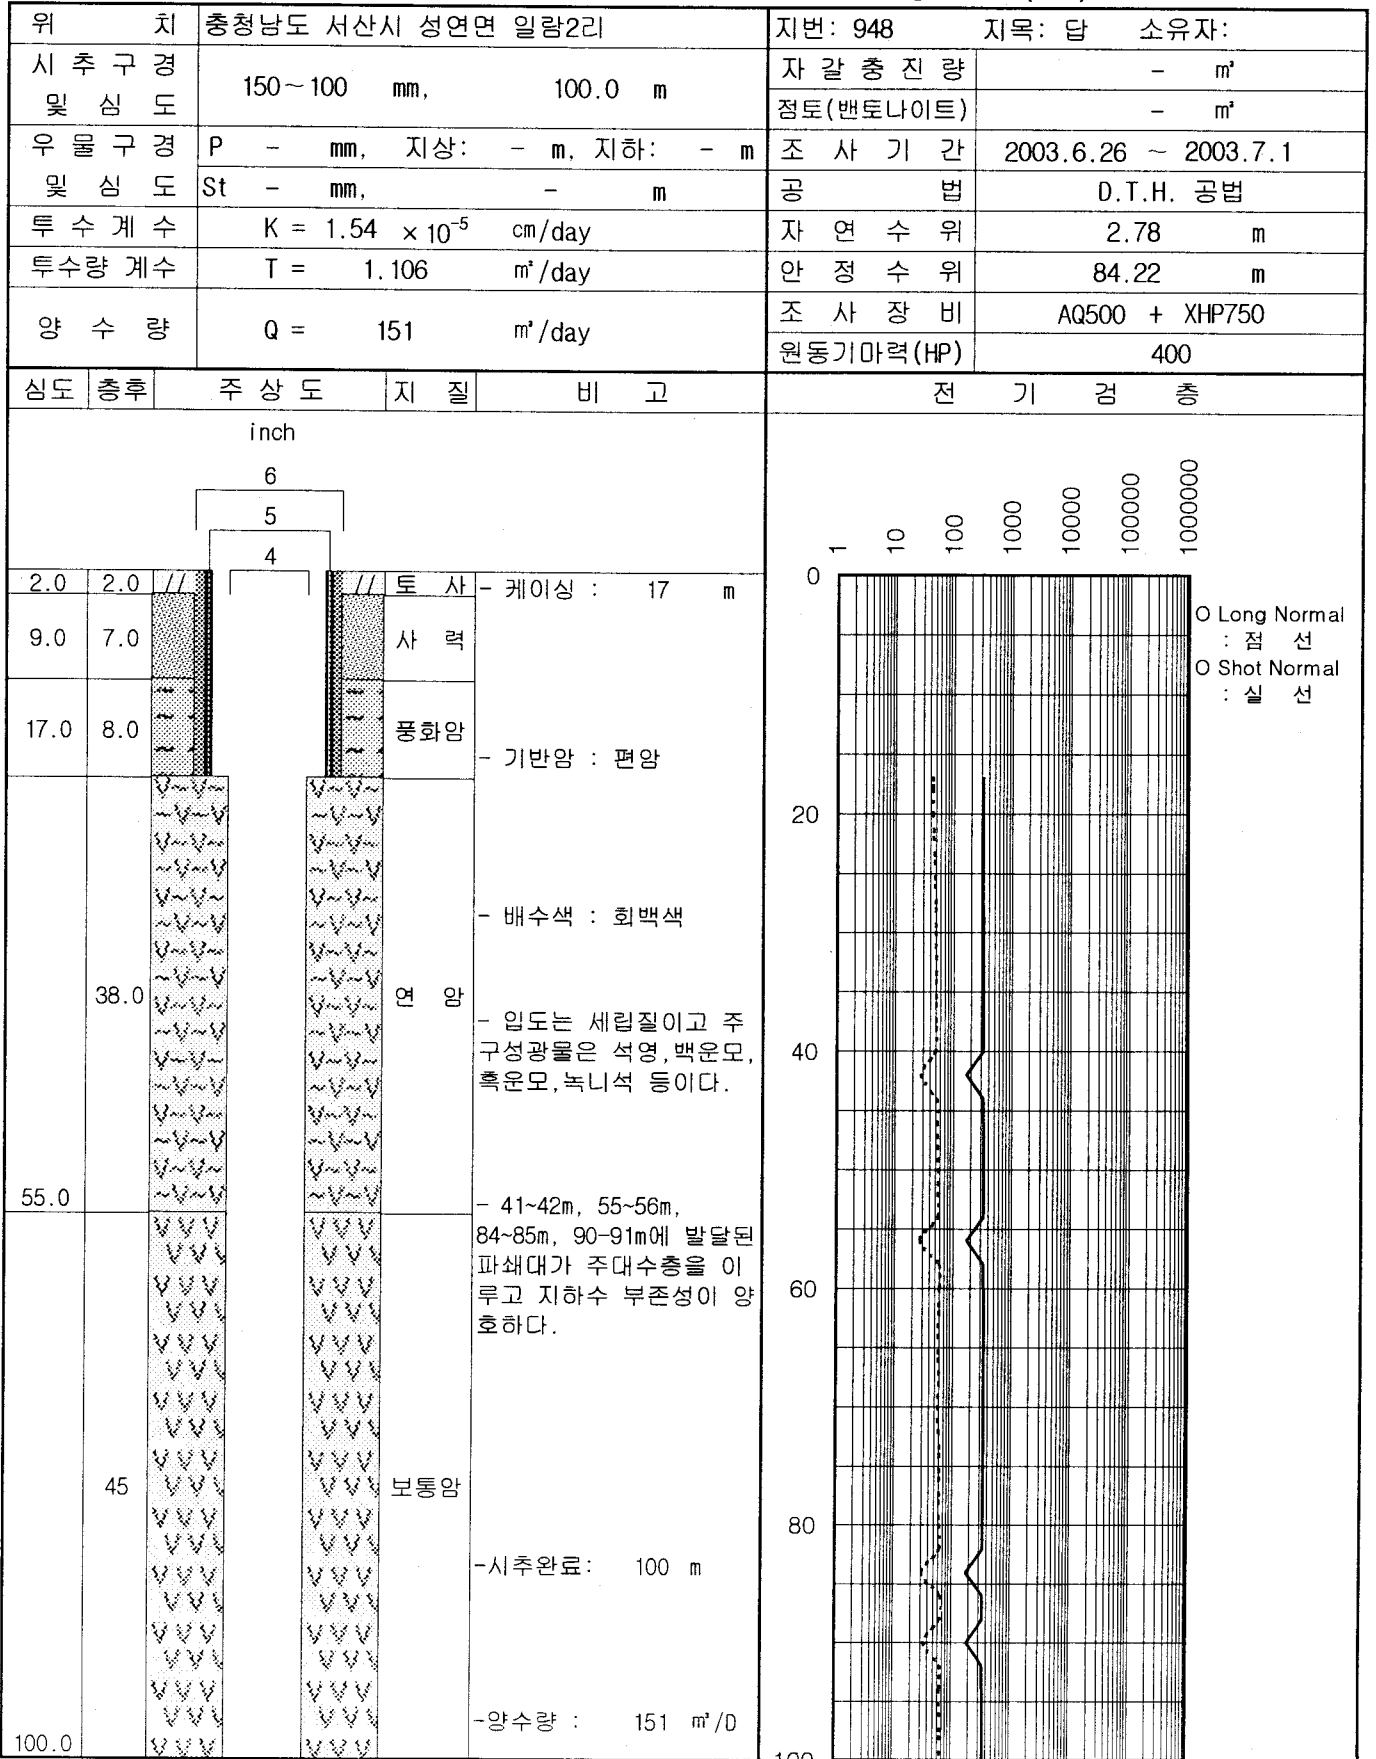 위 치 충청남도 서산시 성연면 일람2리 지번: 948 지목: 답 소유자:
시 추 구 경 및 심 도 150~100 mm, 100.0 m
자 갈 충 진 량 - m³
점토(밴토나이트) - m³
우 물 구 경 및 심 도 P - mm, 지상: - m, 지하: - m
St - mm, - m
조 사 기 간 2003.6.26 ~ 2003.7.1
공 법 D.T.H. 공법
투 수 계 수 K = 1.54 ×10⁻⁵ cm/day
자 연 수 위 2.78 m
투수량 계수 T = 1.106 m³/day
안 정 수 위 84.22 m
양 수 량 Q = 151 m³/day
조 사 장 비 AQ500 + XHP750
원동기마력(HP) 400
심도 층후 주 상 도 지 질 비 고 전 기 검 층
inch
6
5
4
2.0 2.0 토 사 - 케이싱 : 17 m
9.0 7.0 사 력
17.0 8.0 풍화암
- 기반암 : 편암
- 배수색 : 회백색
38.0 연 암
- 입도는 세립질이고 주
구성광물은 석영,백운모,
흑운모,녹니석 등이다.
55.0
- 41~42m, 55~56m,
84~85m, 90-91m에 발달된
파쇄대가 주대수층을 이
루고 지하수 부존성이 양
호하다.
45 보통암
-시추완료: 100 m
-양수량 : 151 m³/D
100.0
1 10 100 1000 10000 100000 1000000
0
20
40
60
80
100
O Long Normal
: 점 선
O Shot Normal
: 실 선